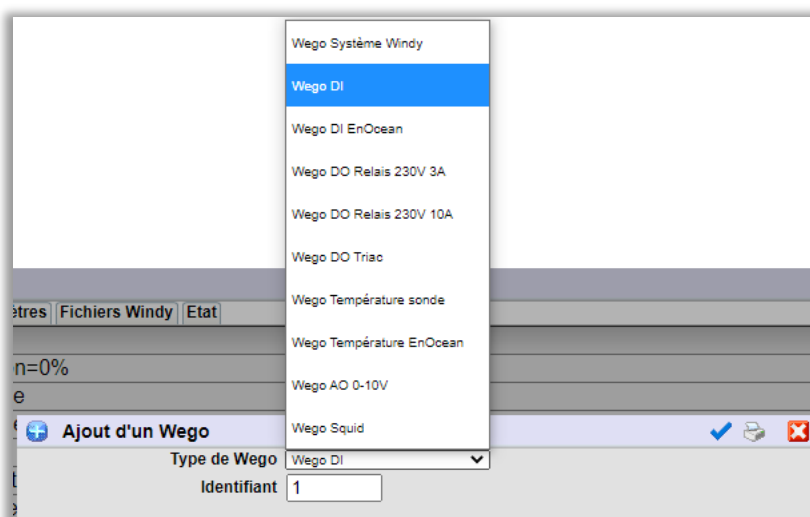 Wego Système Windy
Wego DI
Wego DI EnOcean
Wego DO Relais 230V 3A
Wego DO Relais 230V 10A
Wego DO Triac
Wego Température sonde
Wego Température EnOcean
Wego AO 0-10V
Wego Squid
ètres Fichiers Windy Etat
n=0%
e
Ajout d'un Wego
Type de Wego Wego DI
Identifiant 1